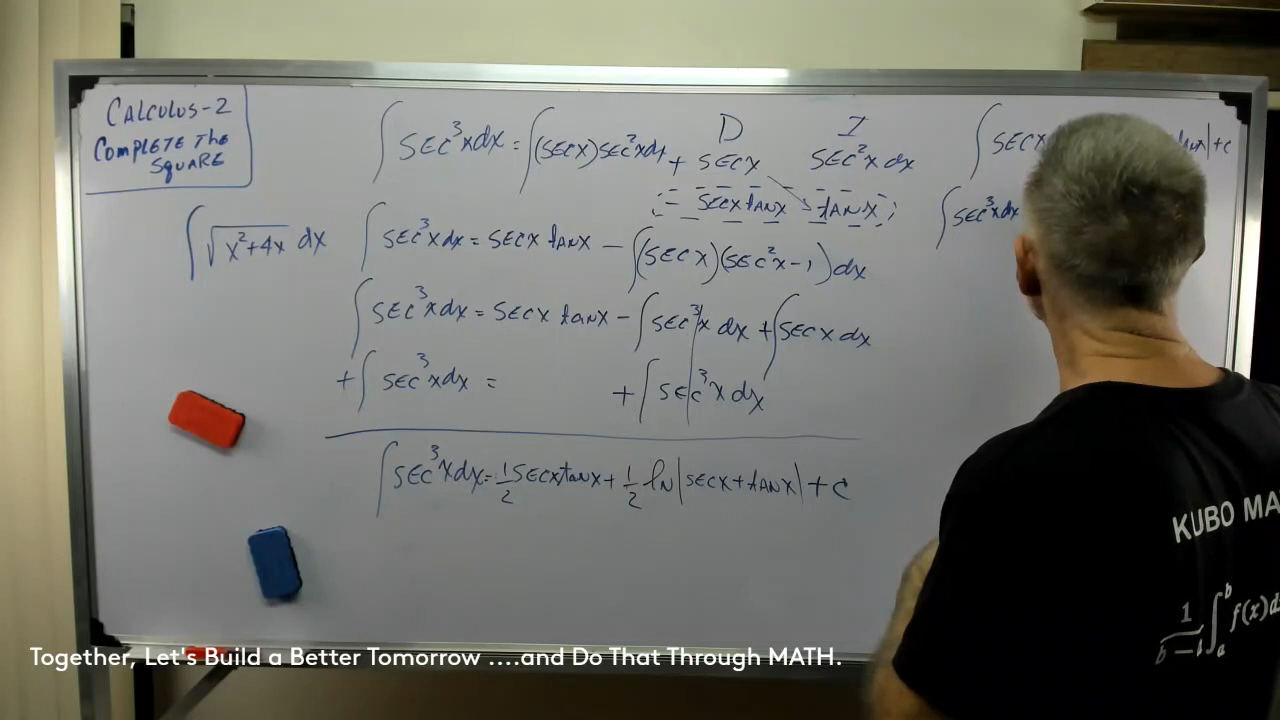 CALCULUS-2
COMPLETE THE
SQUARE
∫ √(x²+4x) dx
∫ SEC³x dx = ∫ (SECX) SEC²x dx
D I
+ SECX SEC²x dx
- SECX TANX TANX
∫ SEC³x dx = SECX TANX - ∫ (SECX)(SEC²x-1) dx
∫ SEC³x dx = SECX TANX - ∫ SEC³x dx + ∫ SECX dx
+ ∫ SEC³x dx = + ∫ SEC³x dx
∫ SEC³x dx = 1/2 SECX TANX + 1/2 LN |SECX + TANX| + C
∫ SECX |+C
∫ SEC³x dx
KUBO
1/b-a ∫ₐᵇ f(x)
Together, Let's Build a Better Tomorrow ....and Do That Through MATH.